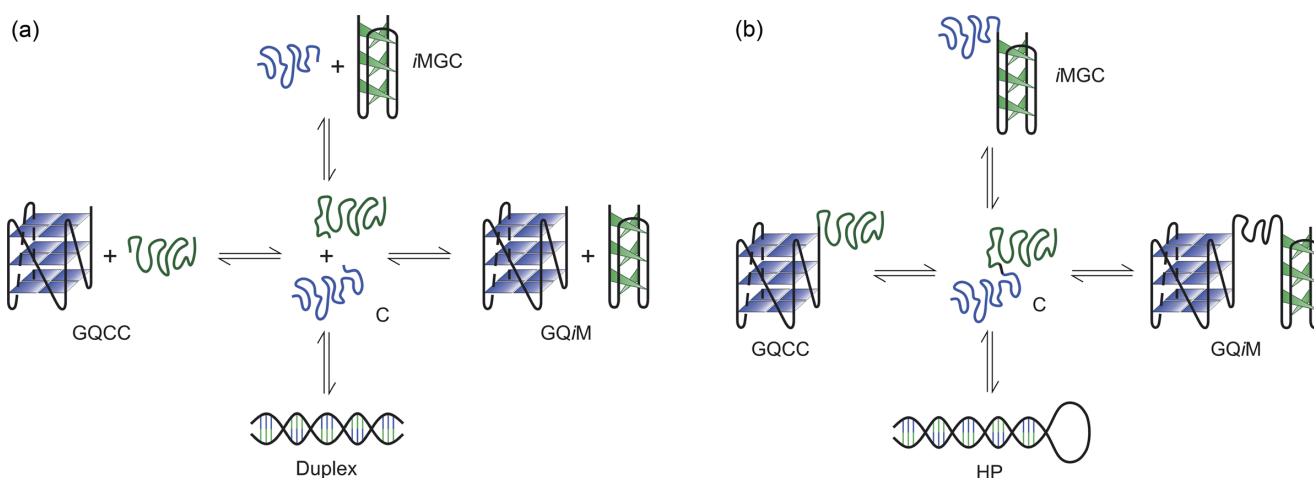 (a)
iMGC
+
GQCC
+
+
C
GQiM
+
Duplex
(b)
iMGC
GQCC
C
GQiM
HP